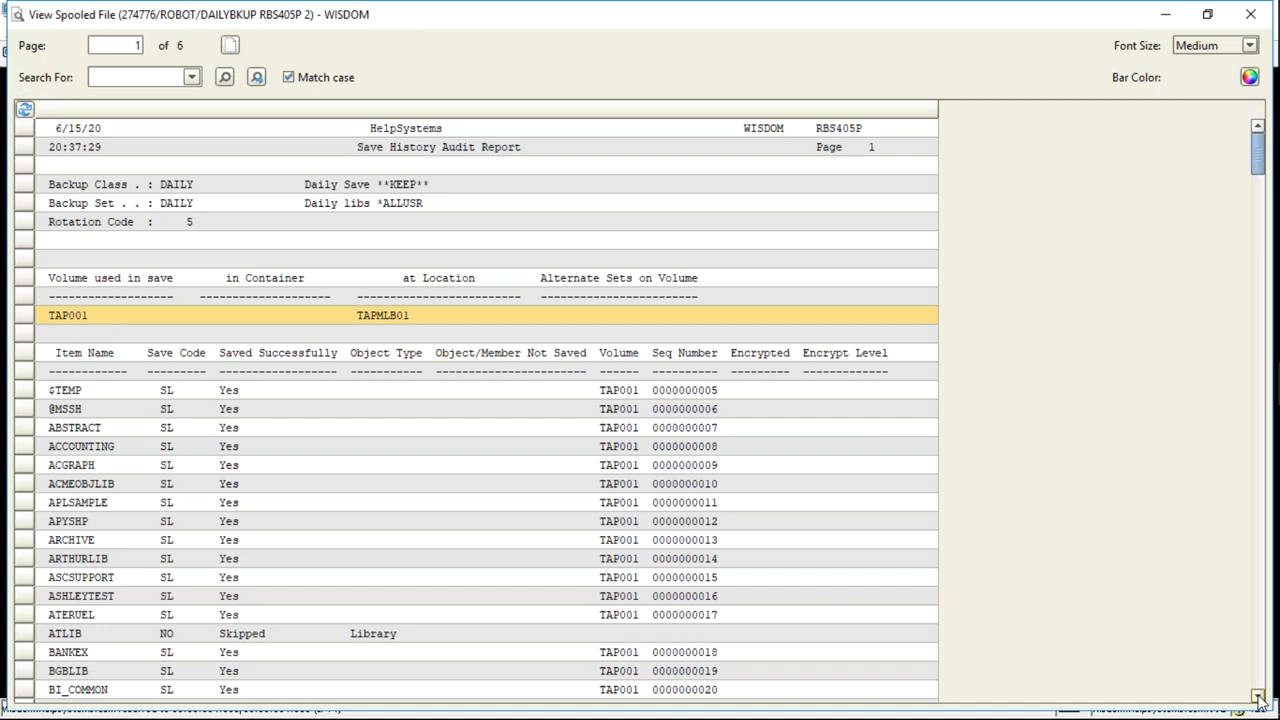 View Spooled File (274776/ROBOT/DAILYBKUP RBS405P 2) - WISDOM
Page: 1 of 6 Font Size: Medium
Search For: Match case Bar Color:
6/15/20 HelpSystems WISDOM RBS405P
20:37:29 Save History Audit Report Page 1
Backup Class . : DAILY Daily Save **KEEP**
Backup Set . . : DAILY Daily libs *ALLUSR
Rotation Code : 5
Volume used in save in Container at Location Alternate Sets on Volume
------------------- -------------------- ------------------------- ------------------------
TAP001 TAPMLB01
Item Name Save Code Saved Successfully Object Type Object/Member Not Saved Volume Seq Number Encrypted Encrypt Level
------------ --------- ------------------ ----------- ----------------------- ------ ---------- --------- -------------
$TEMP SL Yes TAP001 0000000005
@MSSH SL Yes TAP001 0000000006
ABSTRACT SL Yes TAP001 0000000007
ACCOUNTING SL Yes TAP001 0000000008
ACGRAPH SL Yes TAP001 0000000009
ACMEOBJLIB SL Yes TAP001 0000000010
APLSAMPLE SL Yes TAP001 0000000011
APYSHP SL Yes TAP001 0000000012
ARCHIVE SL Yes TAP001 0000000013
ARTHURLIB SL Yes TAP001 0000000014
ASCSUPPORT SL Yes TAP001 0000000015
ASHLEYTEST SL Yes TAP001 0000000016
ATERUEL SL Yes TAP001 0000000017
ATLIB NO Skipped Library
BANKEX SL Yes TAP001 0000000018
BGBLIB SL Yes TAP001 0000000019
BI_COMMON SL Yes TAP001 0000000020